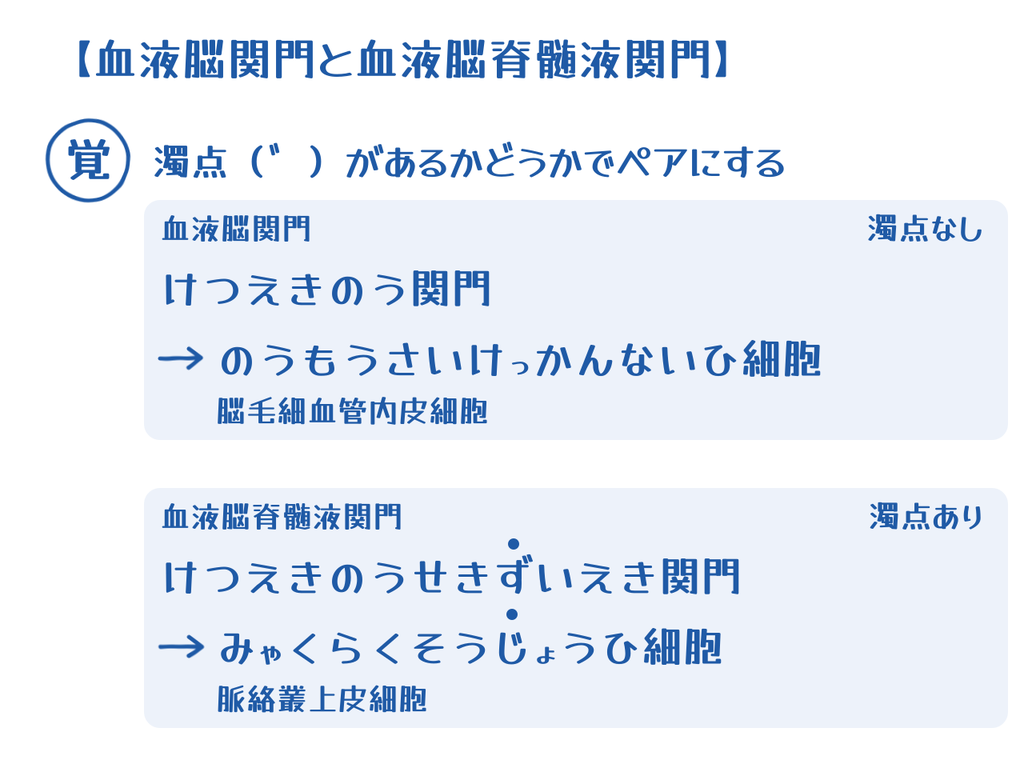 【血液脳関門と血液脳脊髄液関門】
覚 濁点（゛）があるかどうかでペアにする
血液脳関門 濁点なし
けつえきのう関門
→ のうもうさいけっかんないひ細胞
脳毛細血管内皮細胞
血液脳脊髄液関門 濁点あり
けつえきのうせきずいえき関門
→ みゃくらくそうじょうひ細胞
脈絡叢上皮細胞